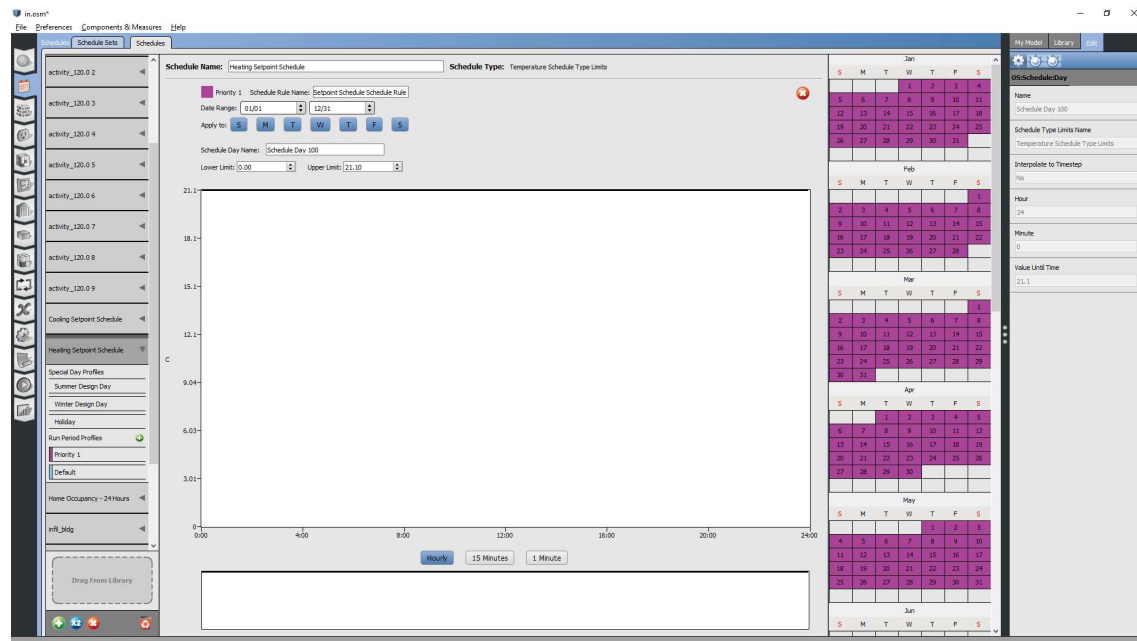 in.osm*
File Preferences Components & Measures Help
Schedules Schedule Sets Schedules
activity_120.0 2
activity_120.0 3
activity_120.0 4
activity_120.0 5
activity_120.0 6
activity_120.0 7
activity_120.0 8
activity_120.0 9
Cooling Setpoint Schedule
Heating Setpoint Schedule
Special Day Profiles
Summer Design Day
Winter Design Day
Holiday
Run Period Profiles
Priority 1
Default
Home Occupancy - 24 Hours
infil_bldg
Drag From Library
X2
Schedule Name: Heating Setpoint Schedule Schedule Type: Temperature Schedule Type Limits
Priority 1 Schedule Rule Name: Setpoint Schedule Schedule Rule
Date Range: 01/01 12/31
Apply to: S M T W T F S
Schedule Day Name: Schedule Day 100
Lower Limit: 0.00 Upper Limit: 21.10
21.1
18.1
15.1
12.1
C
9.04
6.03
3.01
0
0:00 4:00 8:00 12:00 16:00 20:00 24:00
Hourly 15 Minutes 1 Minute
Jan
S M T W T F S
1 2 3 4
5 6 7 8 9 10 11
12 13 14 15 16 17 18
19 20 21 22 23 24 25
26 27 28 29 30 31
Feb
S M T W T F S
1
2 3 4 5 6 7 8
9 10 11 12 13 14 15
16 17 18 19 20 21 22
23 24 25 26 27 28
Mar
S M T W T F S
1
2 3 4 5 6 7 8
9 10 11 12 13 14 15
16 17 18 19 20 21 22
23 24 25 26 27 28 29
30 31
Apr
S M T W T F S
1 2 3 4 5
6 7 8 9 10 11 12
13 14 15 16 17 18 19
20 21 22 23 24 25 26
27 28 29 30
May
S M T W T F S
1 2 3
4 5 6 7 8 9 10
11 12 13 14 15 16 17
18 19 20 21 22 23 24
25 26 27 28 29 30 31
Jun
S M T W T F S
My Model Library Edit
OS:Schedule:Day
Name
Schedule Day 100
Schedule Type Limits Name
Temperature Schedule Type Limits
Interpolate to Timestep
No
Hour
24
Minute
0
Value Until Time
21.1